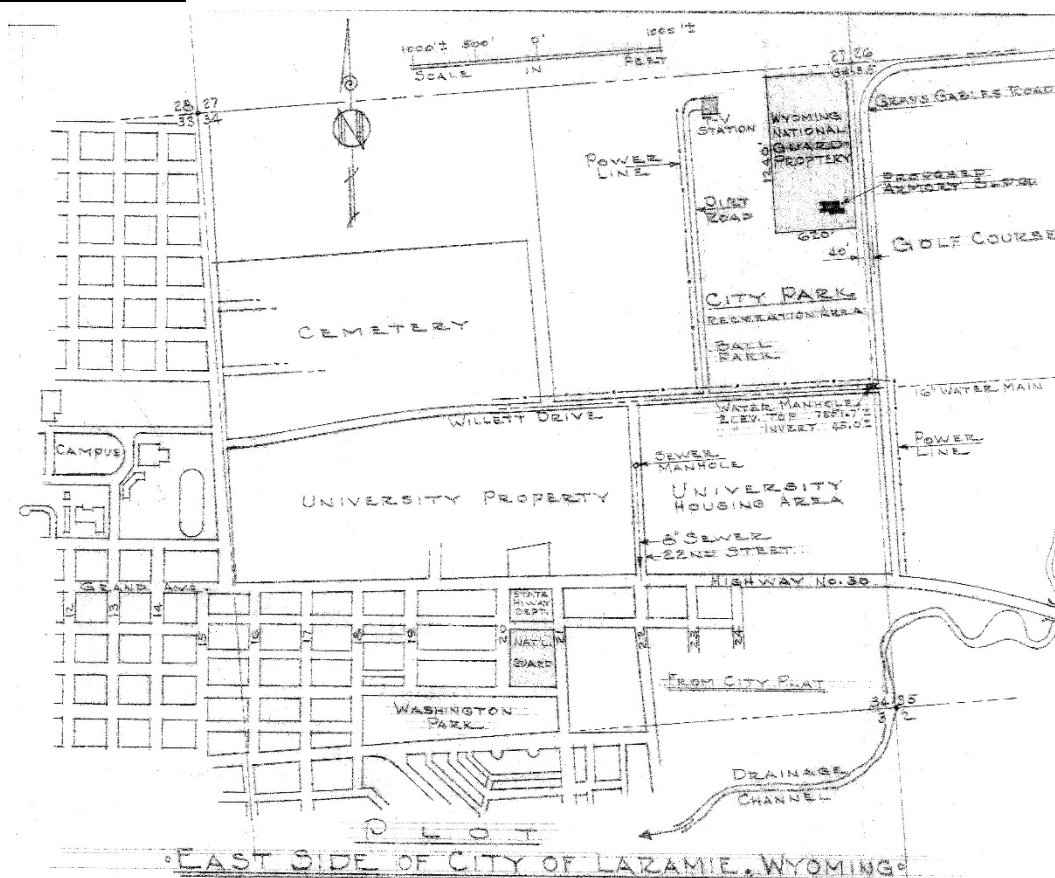 1000'± 500' 0' 1000'±
SCALE IN FEET
28 27
33 34
27 26
T-V
STATION
WYOMING
NATIONAL
GUARD
PROPTERY
1240'
620'
40'
GRAYS GABLES ROAD
PROPOSED
ARMORY BLDG.
POWER
LINE
DIRT
ROAD
GOLF COURSE
CITY PARK
RECREATION AREA
BALL
PARK
CEMETERY
WILLETT DRIVE
WATER MANHOLE
ELEV. TOP
INVERT
16" WATER MAIN
POWER
LINE
CAMPUS
SEWER
MANHOLE
UNIVERSITY PROPERTY
UNIVERSITY
HOUSING AREA
8" SEWER
22ND STREET
GRAND AVE.
HIGHWAY NO. 30
12 13 14 15 16 17 18 19 20 21 22 23 24
STATE
HIWAY
DEPT.
NAT'L.
GUARD
WASHINGTON
PARK
FROM CITY PLAT
34 35
3 2
DRAINAGE
CHANNEL
PLOT
EAST SIDE OF CITY OF LARAMIE, WYOMING